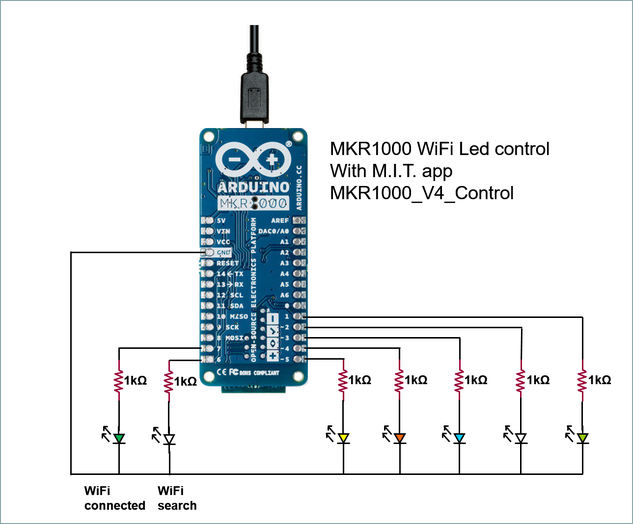 MKR1000 WiFi Led control
With M.I.T. app
MKR1000_V4_Control
ARDUINO
MKR1000
ARDUINO.CC
OPEN-SOURCE ELECTRONICS PLATFORM
5V
VIN
VCC
GND
RESET
14 TX
13 RX
12 SCL
11 SDA
10 MISO
9 SCK
8 MOSI
7
6
AREF
DAC0/A0
A1
A2
A3
A4
A5
A6
0
1
~2
~3
~4
~5
CE FC ROHS COMPLIANT
1kΩ
1kΩ
1kΩ
1kΩ
1kΩ
1kΩ
1kΩ
WiFi
connected
WiFi
search